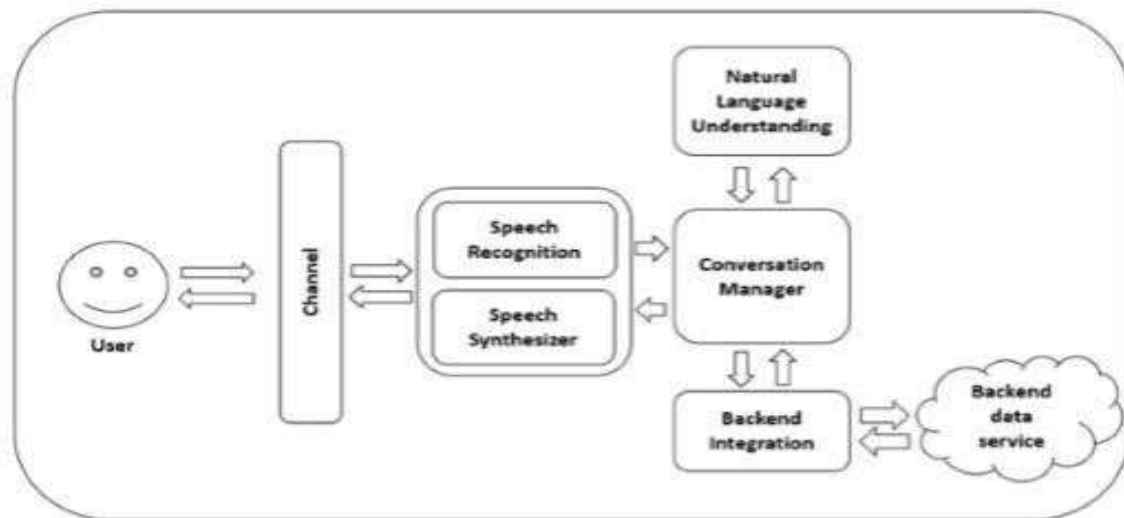 Natural
Language
Understanding
Speech
Recognition
Conversation
Manager
Channel
Speech
Synthesizer
User
Backend
Integration
Backend
data
service